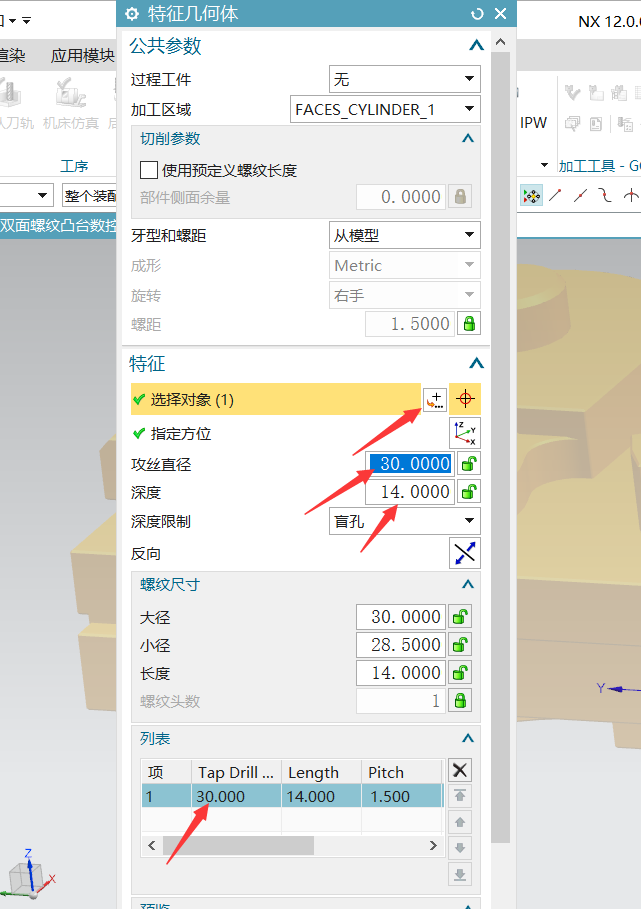 特征几何体
NX 12.0.0
公共参数
渲染
应用模块
过程工件
无
加工区域
FACES_CYLINDER_1
认刀轨
机床仿真
切削参数
IPW
使用预定义螺纹长度
工序
加工工具 - G
部件侧面余量
0.0000
整个装配
双面螺纹凸台数控
牙型和螺距
从模型
成形
Metric
旋转
右手
螺距
1.5000
特征
选择对象 (1)
指定方位
攻丝直径
30.0000
深度
14.0000
深度限制
盲孔
反向
螺纹尺寸
大径
30.0000
小径
28.5000
长度
14.0000
螺纹头数
1
Y
列表
项 Tap Drill ... Length Pitch
1 30.000 14.000 1.500
Z
X
预览